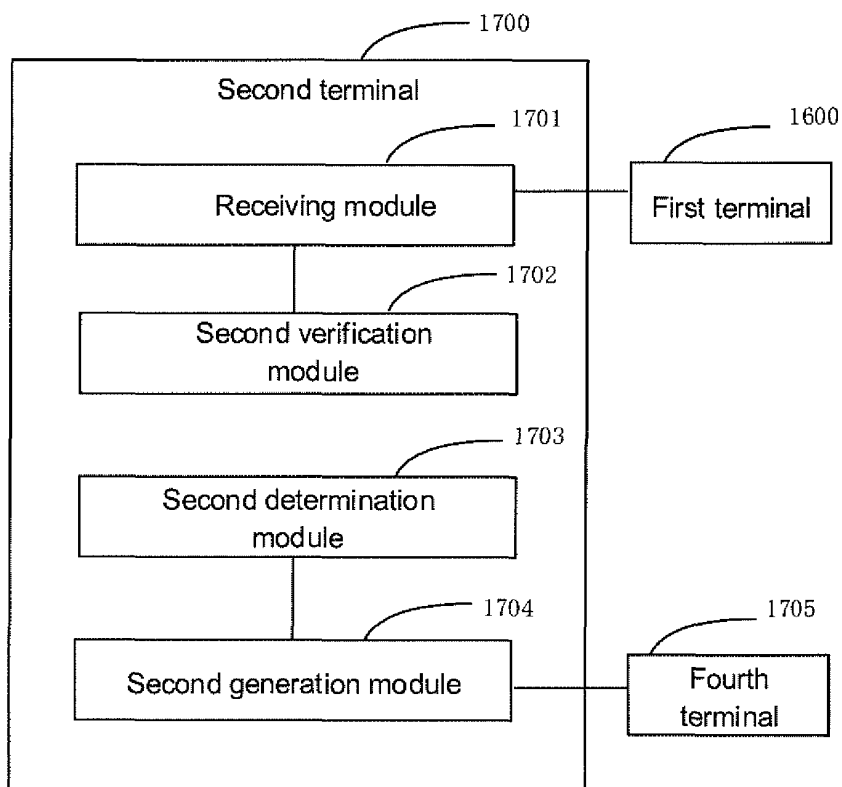 1700
Second terminal
1701
1600
Receiving module
First terminal
1702
Second verification
module
1703
Second determination
module
1704
1705
Second generation module
Fourth
terminal